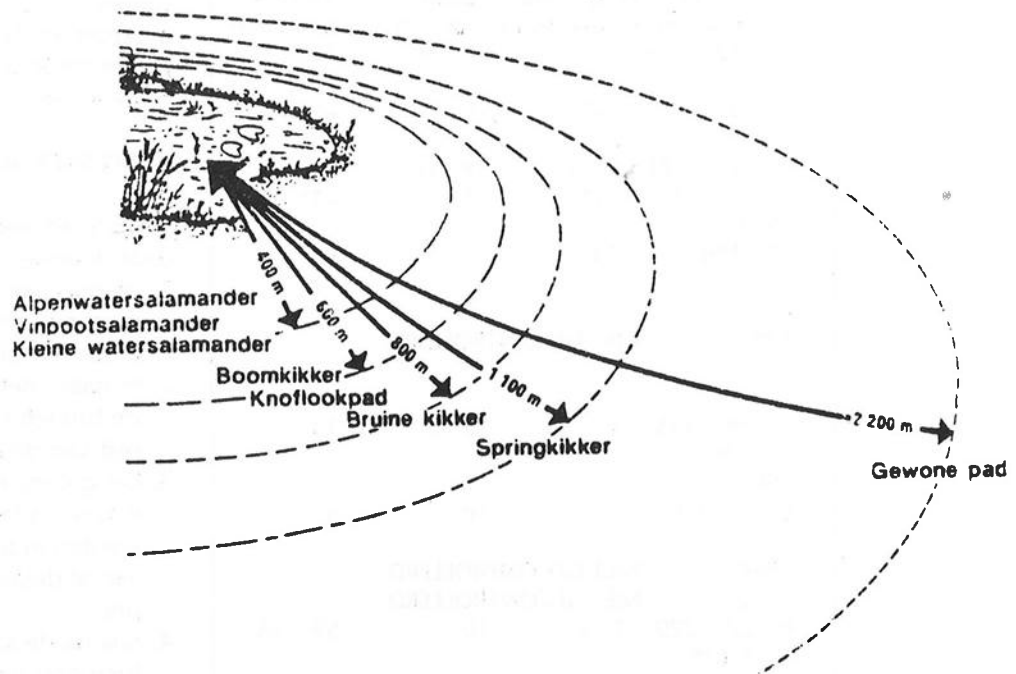 400 m
Alpenwatersalamander
Vinpootsalamander
Kleine watersalamander
600 m
Boomkikker
Knoflookpad
800 m
Bruine kikker
1 100 m
Springkikker
2 200 m
Gewone pad